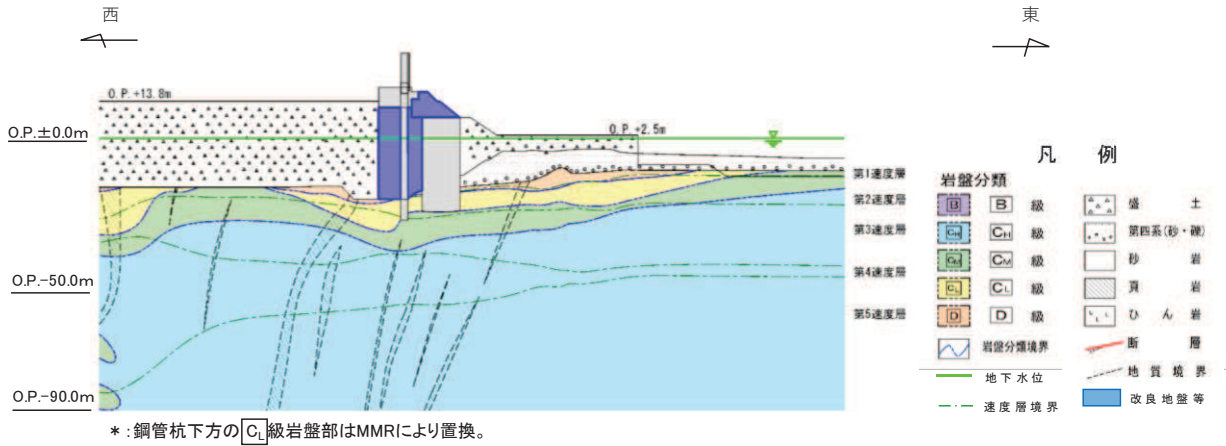 西
東
O.P.+13.8m
O.P.±0.0m
O.P.+2.5m
O.P.-50.0m
O.P.-90.0m
第1速度層
第2速度層
第3速度層
第4速度層
第5速度層
凡 例
岩盤分類
B B 級
CH CH 級
CM CM 級
CL CL 級
D D 級
岩盤分類境界
地下水位
速度層境界
盛 土
第四系(砂・礫)
砂 岩
頁 岩
ひ ん 岩
断 層
地質境界
改良地盤等
*:鋼管杭下方のCL級岩盤部はMMRにより置換。